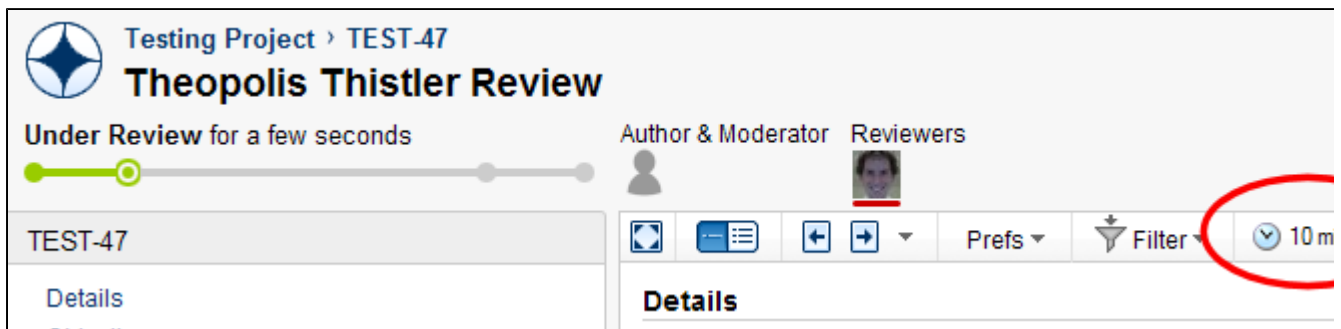 Testing Project › TEST-47
Theopolis Thistler Review
Under Review for a few seconds
Author & Moderator Reviewers
TEST-47
Prefs Filter 10 m
Details
Details